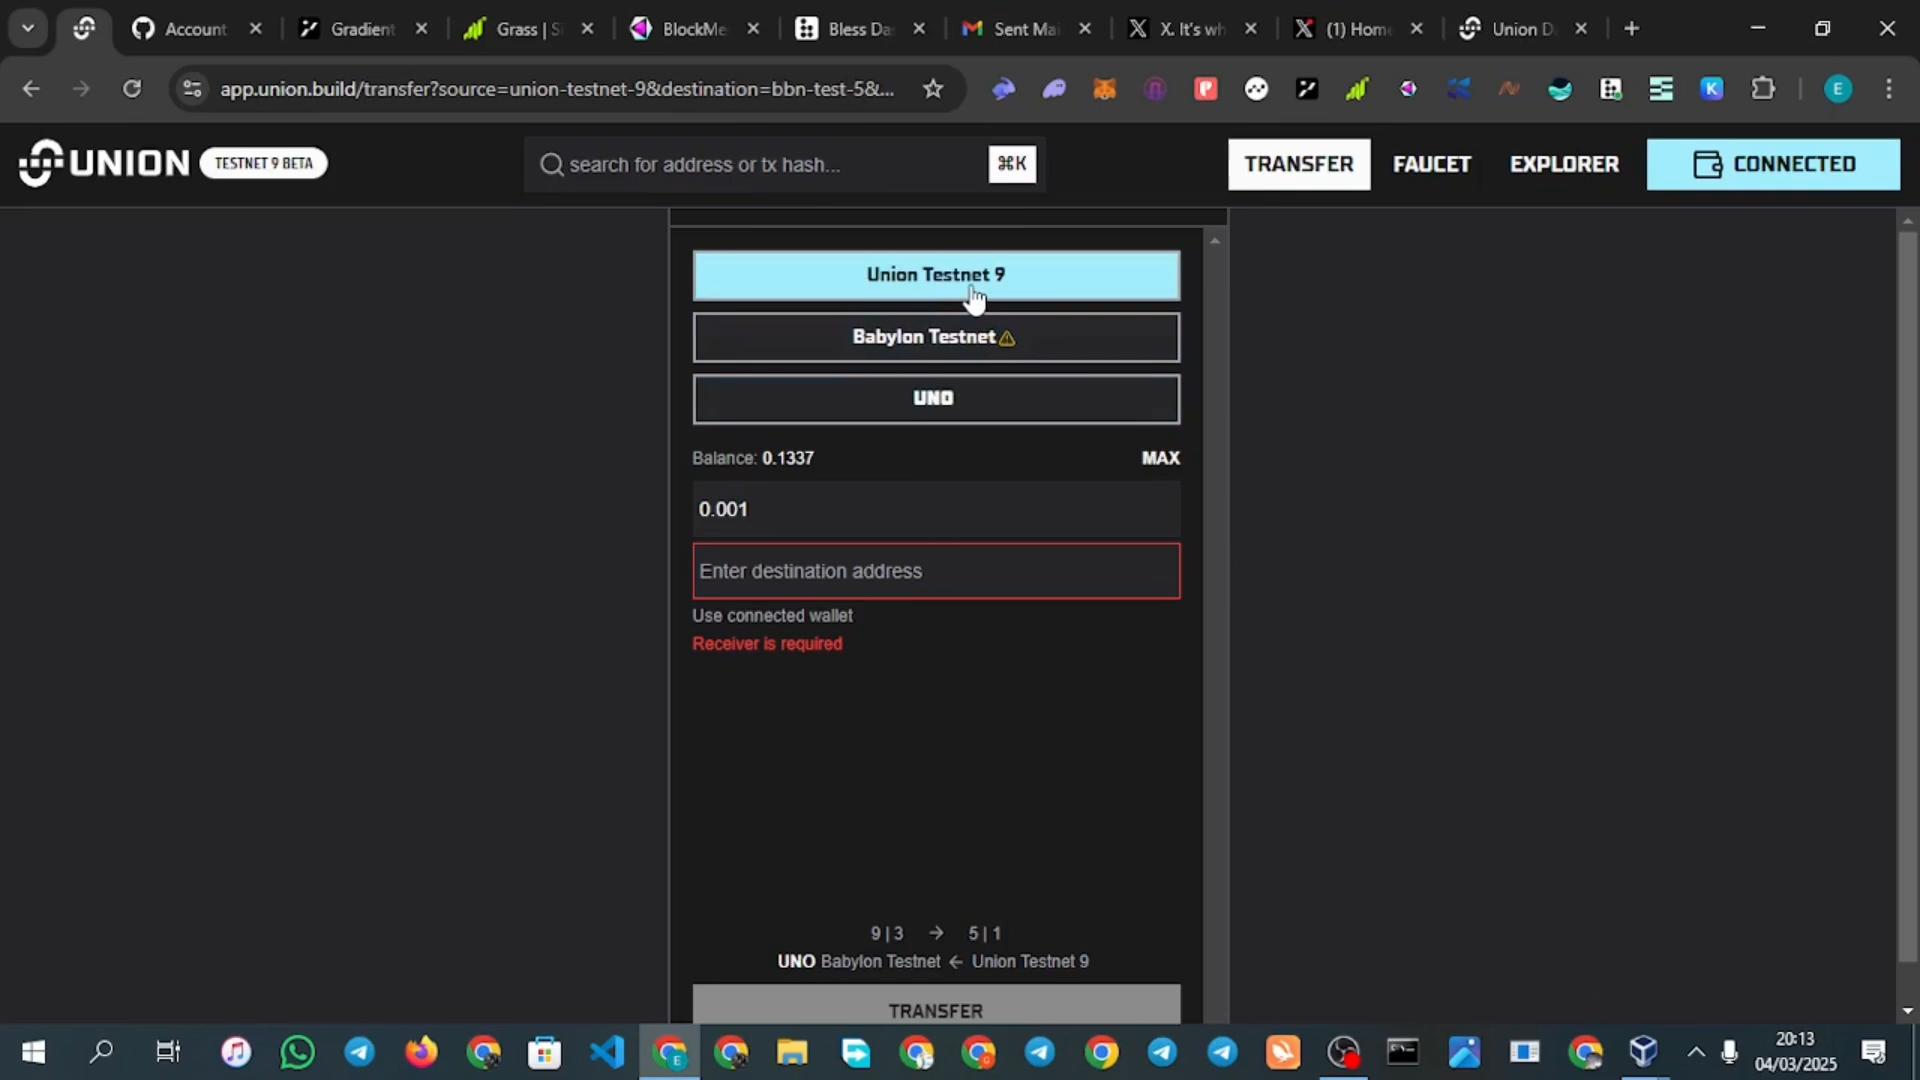 Account
Gradient
Grass | S
BlockMe
Bless Da
Sent Mai
X. It's wh
(1) Home
Union D
app.union.build/transfer?source=union-testnet-9&destination=bbn-test-5&...
E
UNION
TESTNET 9 BETA
search for address or tx hash...
⌘K
TRANSFER
FAUCET
EXPLORER
CONNECTED
Union Testnet 9
Babylon Testnet
UNO
Balance: 0.1337
MAX
0.001
Enter destination address
Use connected wallet
Receiver is required
9 | 3 → 5 | 1
UNO Babylon Testnet ← Union Testnet 9
TRANSFER
20:13
04/03/2025